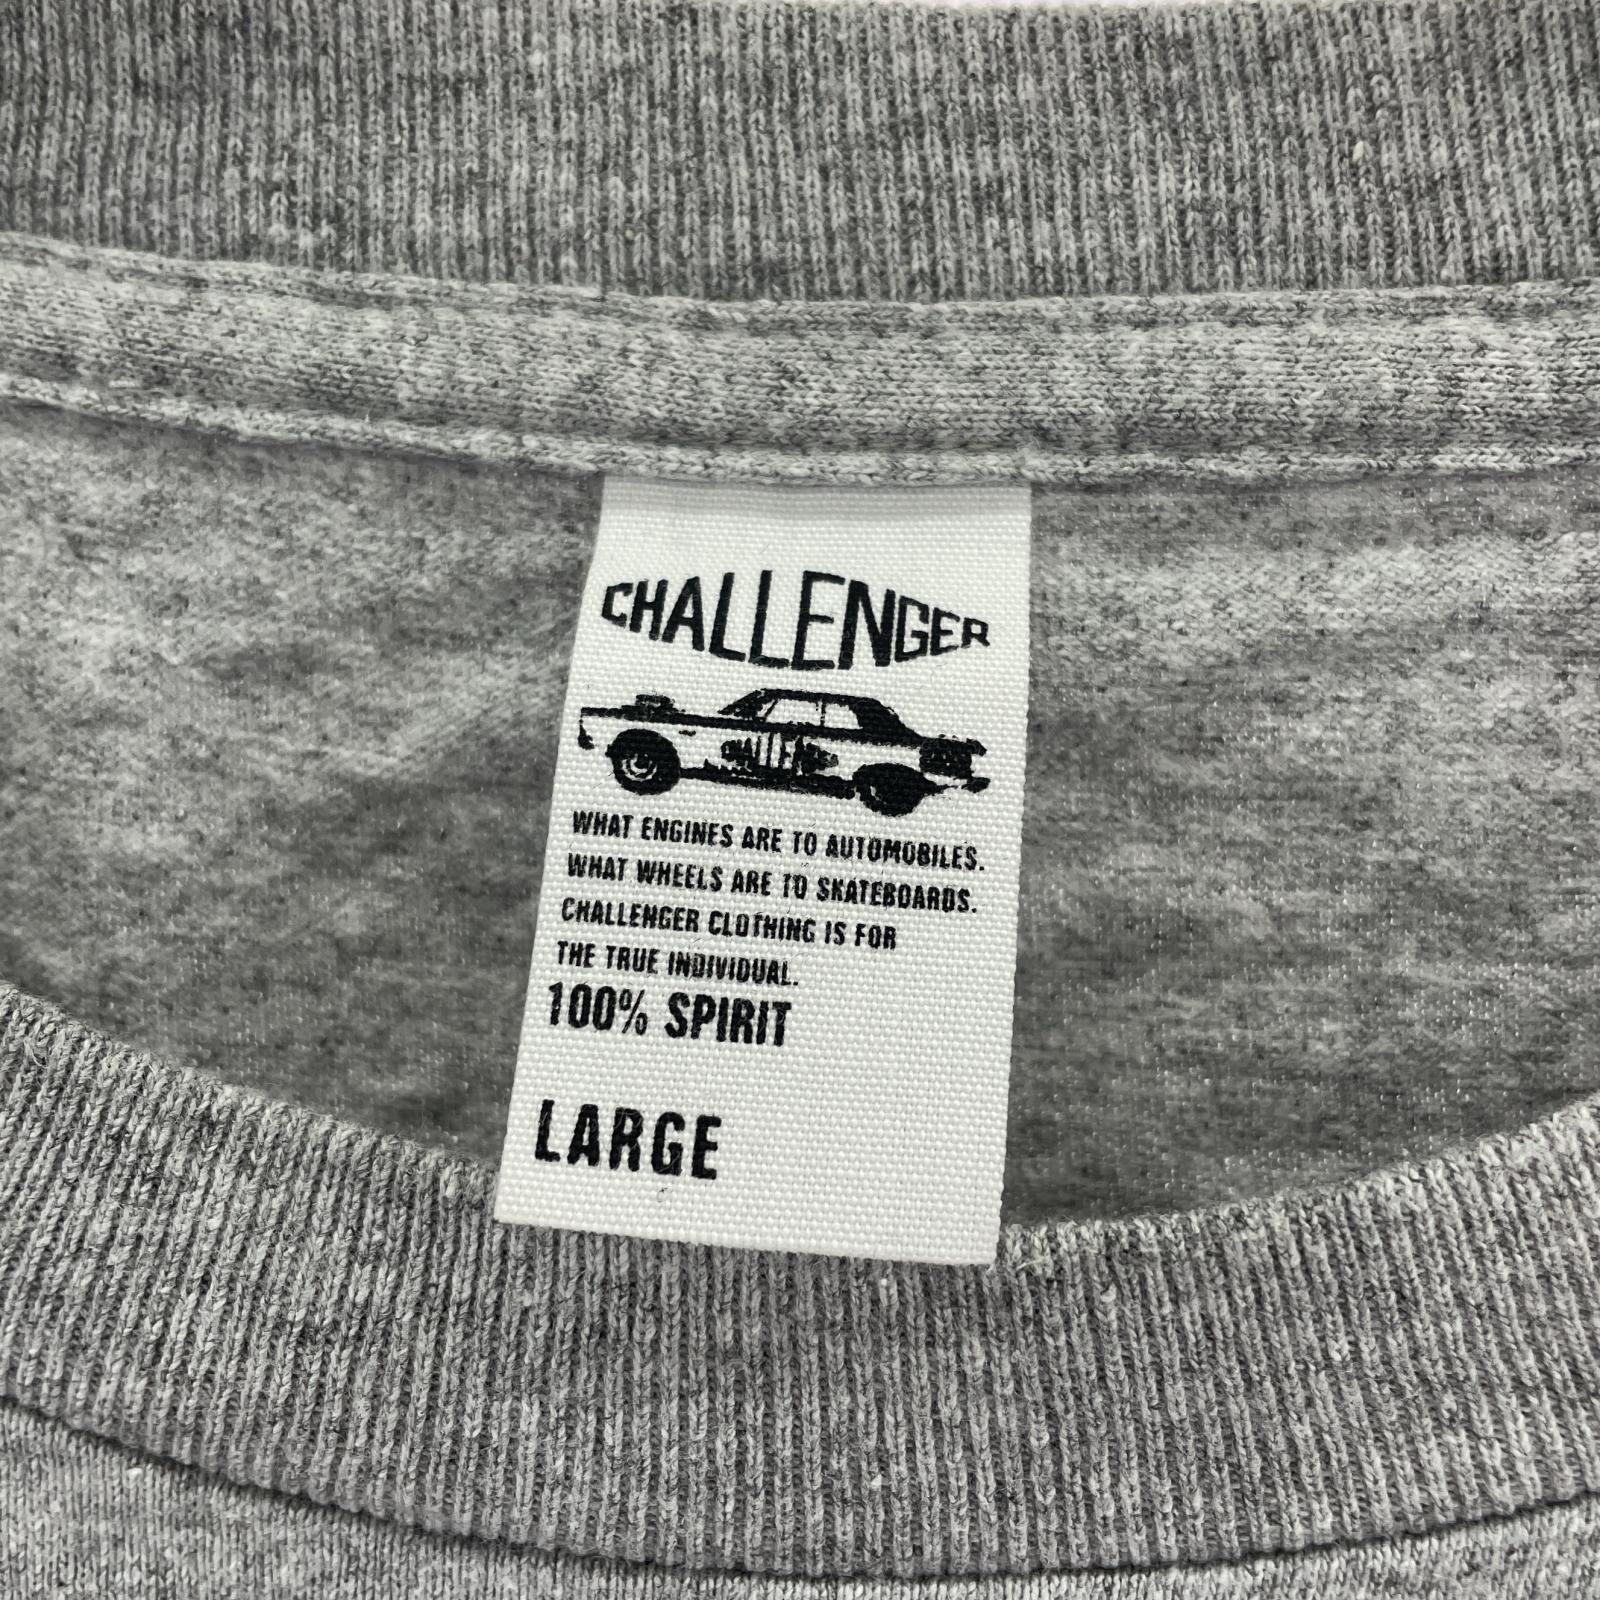 CHALLENGER
CHALLENGER
WHAT ENGINES ARE TO AUTOMOBILES.
WHAT WHEELS ARE TO SKATEBOARDS.
CHALLENGER CLOTHING IS FOR
THE TRUE INDIVIDUAL.
100% SPIRIT
LARGE